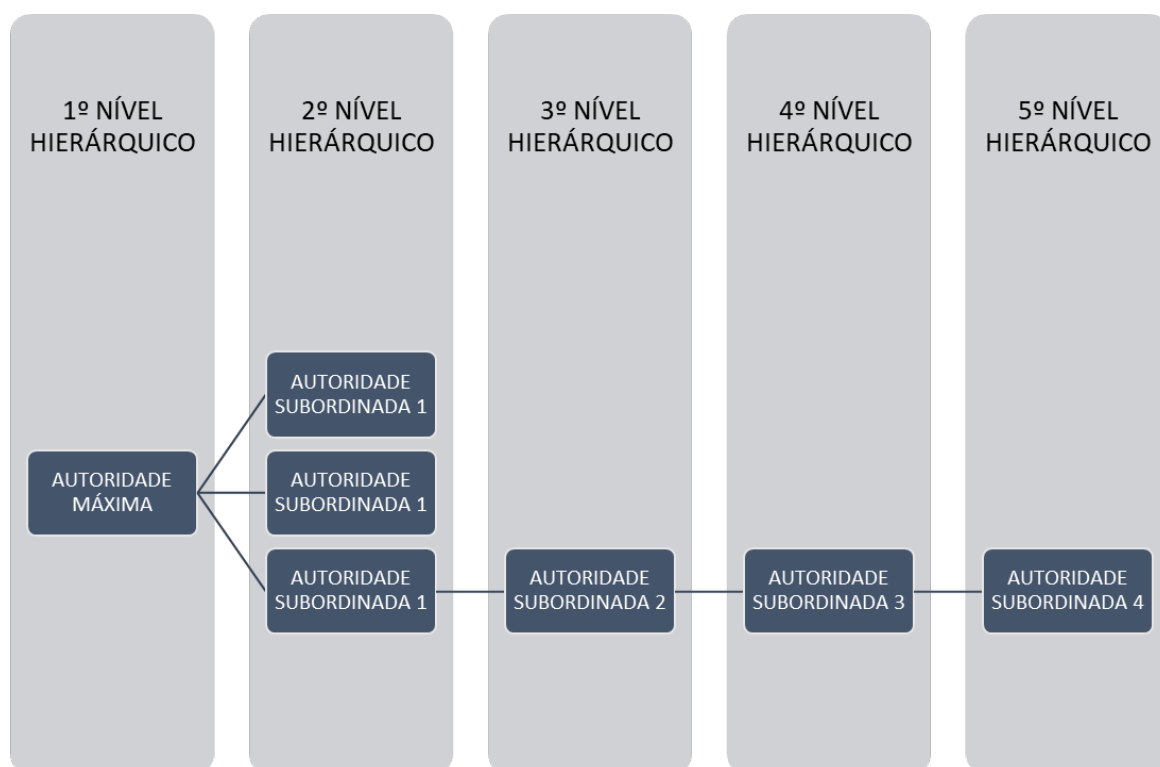 1º NÍVEL
HIERÁRQUICO
2º NÍVEL
HIERÁRQUICO
3º NÍVEL
HIERÁRQUICO
4º NÍVEL
HIERÁRQUICO
5º NÍVEL
HIERÁRQUICO
AUTORIDADE
MÁXIMA
AUTORIDADE
SUBORDINADA 1
AUTORIDADE
SUBORDINADA 1
AUTORIDADE
SUBORDINADA 1
AUTORIDADE
SUBORDINADA 2
AUTORIDADE
SUBORDINADA 3
AUTORIDADE
SUBORDINADA 4